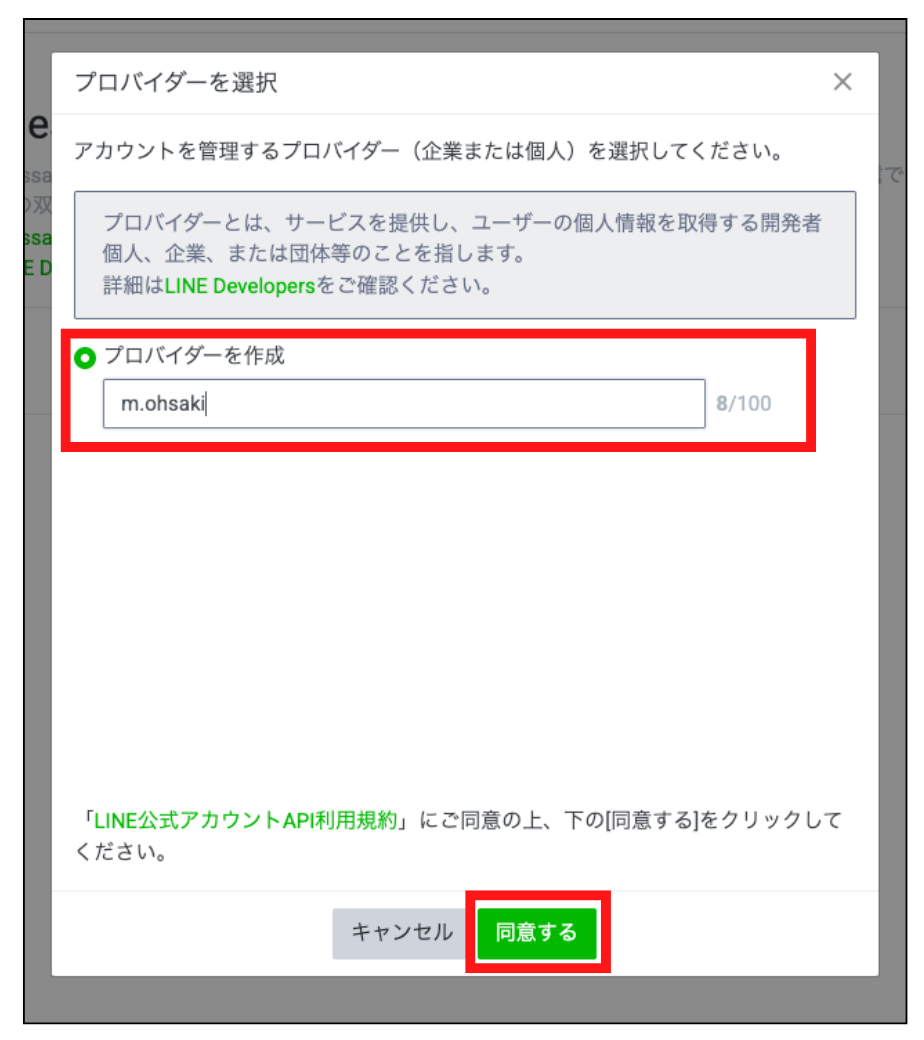 プロバイダーを選択
アカウントを管理するプロバイダー（企業または個人）を選択してください。
プロバイダーとは、サービスを提供し、ユーザーの個人情報を取得する開発者
個人、企業、または団体等のことを指します。
詳細はLINE Developersをご確認ください。
プロバイダーを作成
m.ohsaki 8/100
「LINE公式アカウントAPI利用規約」にご同意の上、下の[同意する]をクリックして
ください。
キャンセル 同意する